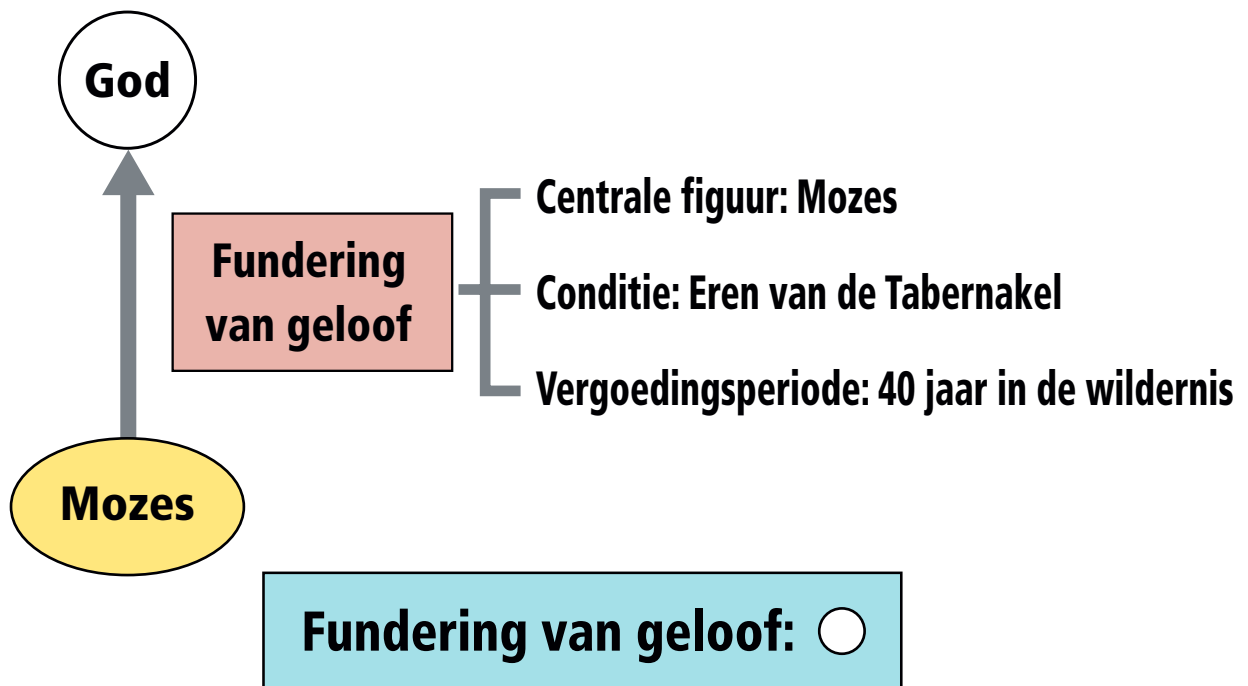 God
Fundering
van geloof
Centrale figuur: Mozes
Conditie: Eren van de Tabernakel
Vergoedingsperiode: 40 jaar in de wildernis
Mozes
Fundering van geloof: